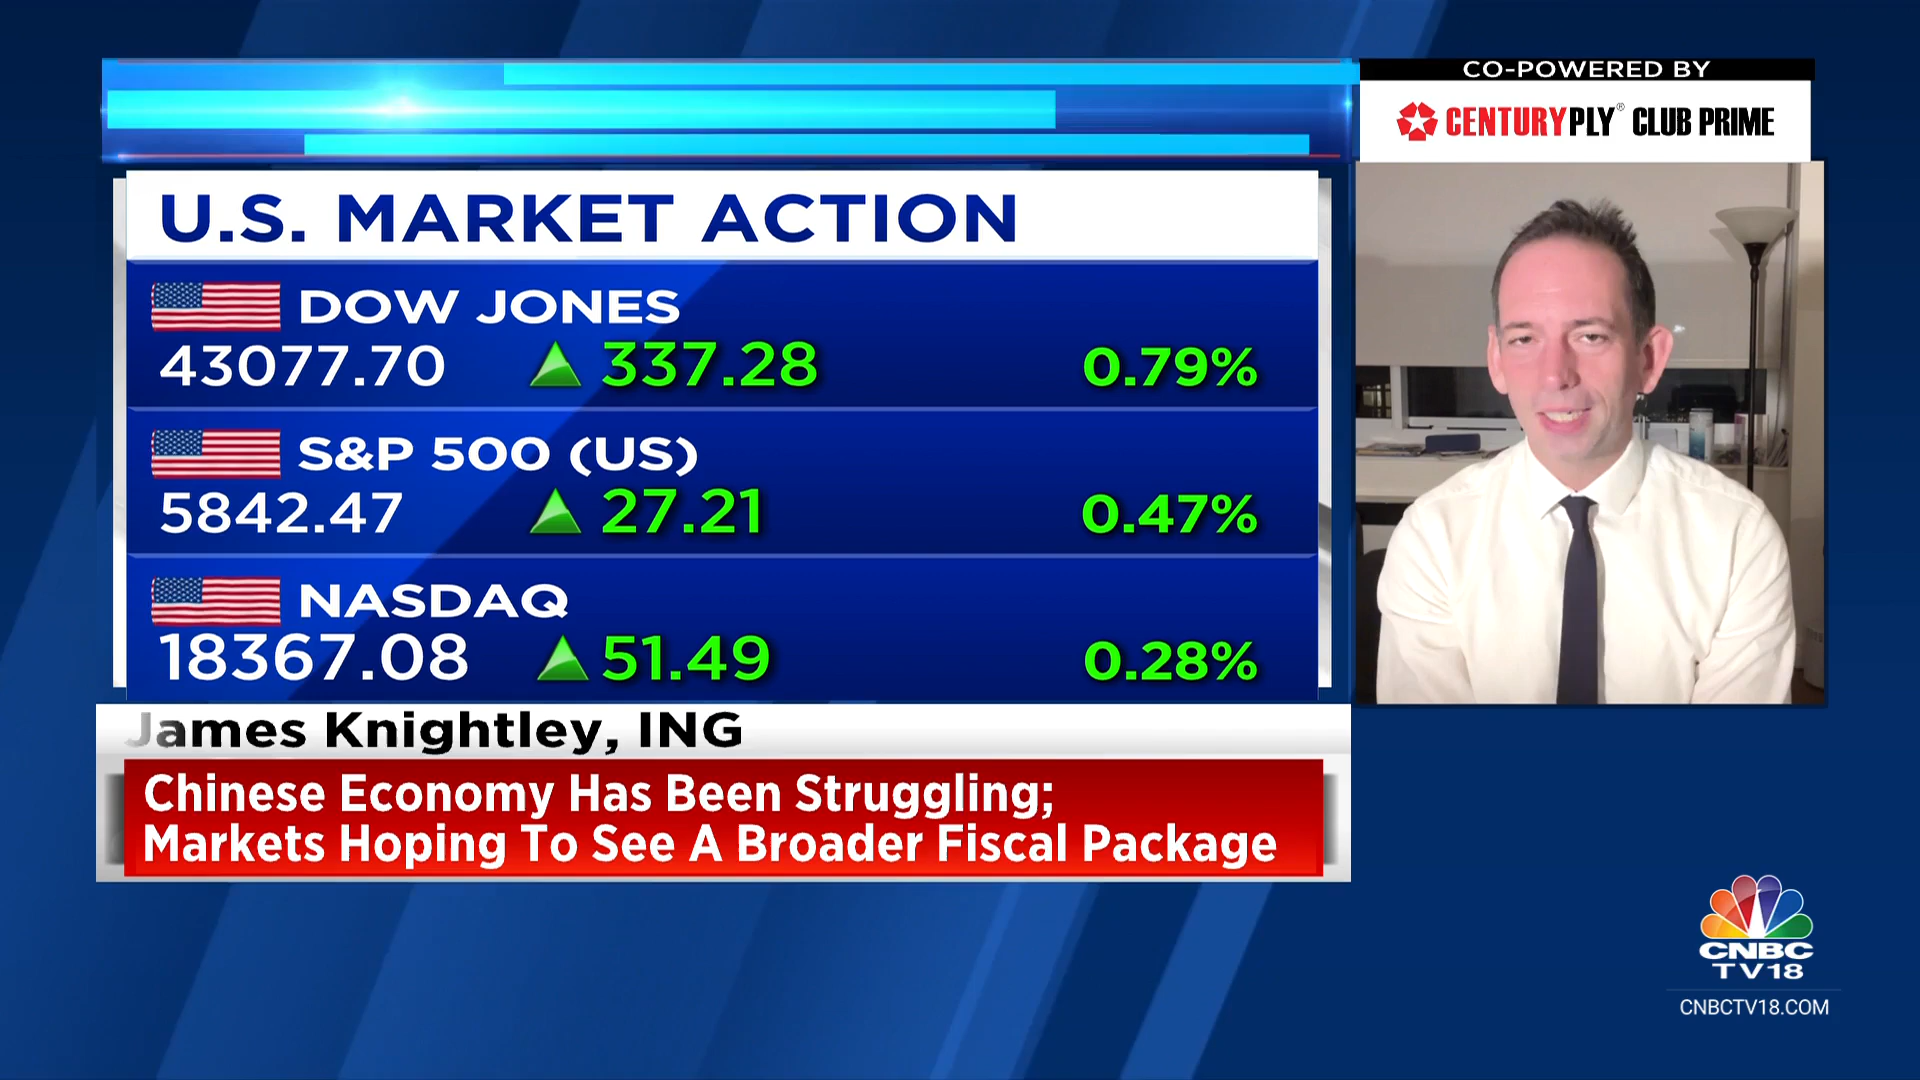 CO-POWERED BY
CENTURYPLY® CLUB PRIME
U.S. MARKET ACTION
DOW JONES
43077.70 337.28 0.79%
S&P 500 (US)
5842.47 27.21 0.47%
NASDAQ
18367.08 51.49 0.28%
James Knightley, ING
Chinese Economy Has Been Struggling;
Markets Hoping To See A Broader Fiscal Package
CNBC
TV18
CNBCTV18.COM